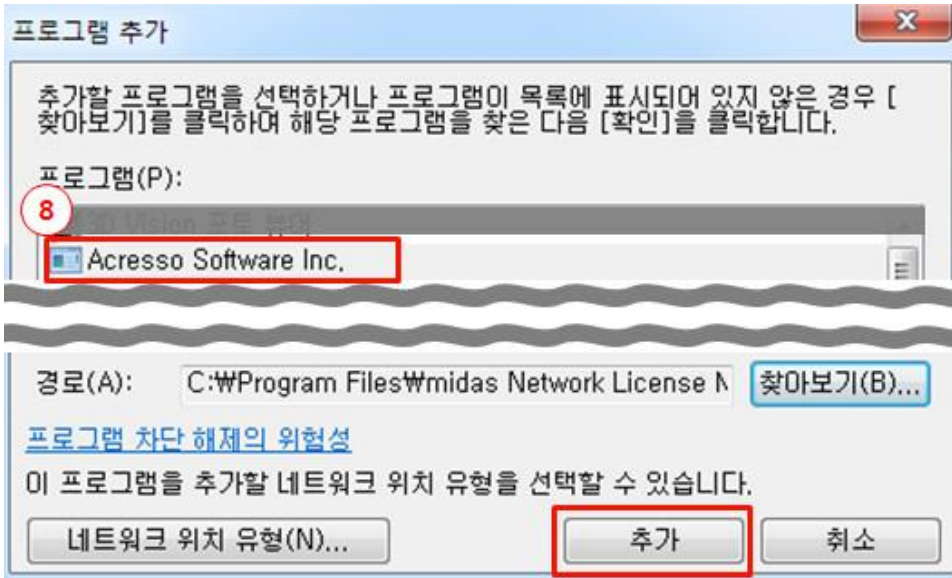 프로그램 추가
추가할 프로그램을 선택하거나 프로그램이 목록에 표시되어 있지 않은 경우 [
찾아보기]를 클릭하여 해당 프로그램을 찾은 다음 [확인]을 클릭합니다.
프로그램(P):
8
3D Vision 포토 뷰어
Acresso Software Inc.
경로(A): C:₩Program Files₩midas Network License 찾아보기(B)...
프로그램 차단 해제의 위험성
이 프로그램을 추가할 네트워크 위치 유형을 선택할 수 있습니다.
네트워크 위치 유형(N)... 추가 취소